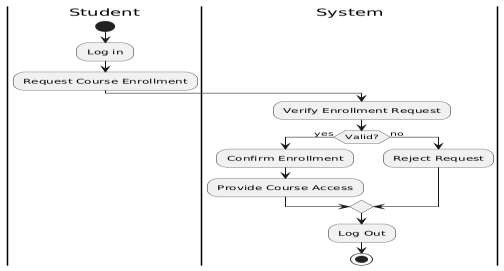 Student
System
Log in
Request Course Enrollment
Verify Enrollment Request
yes
Valid?
no
Confirm Enrollment
Reject Request
Provide Course Access
Log Out